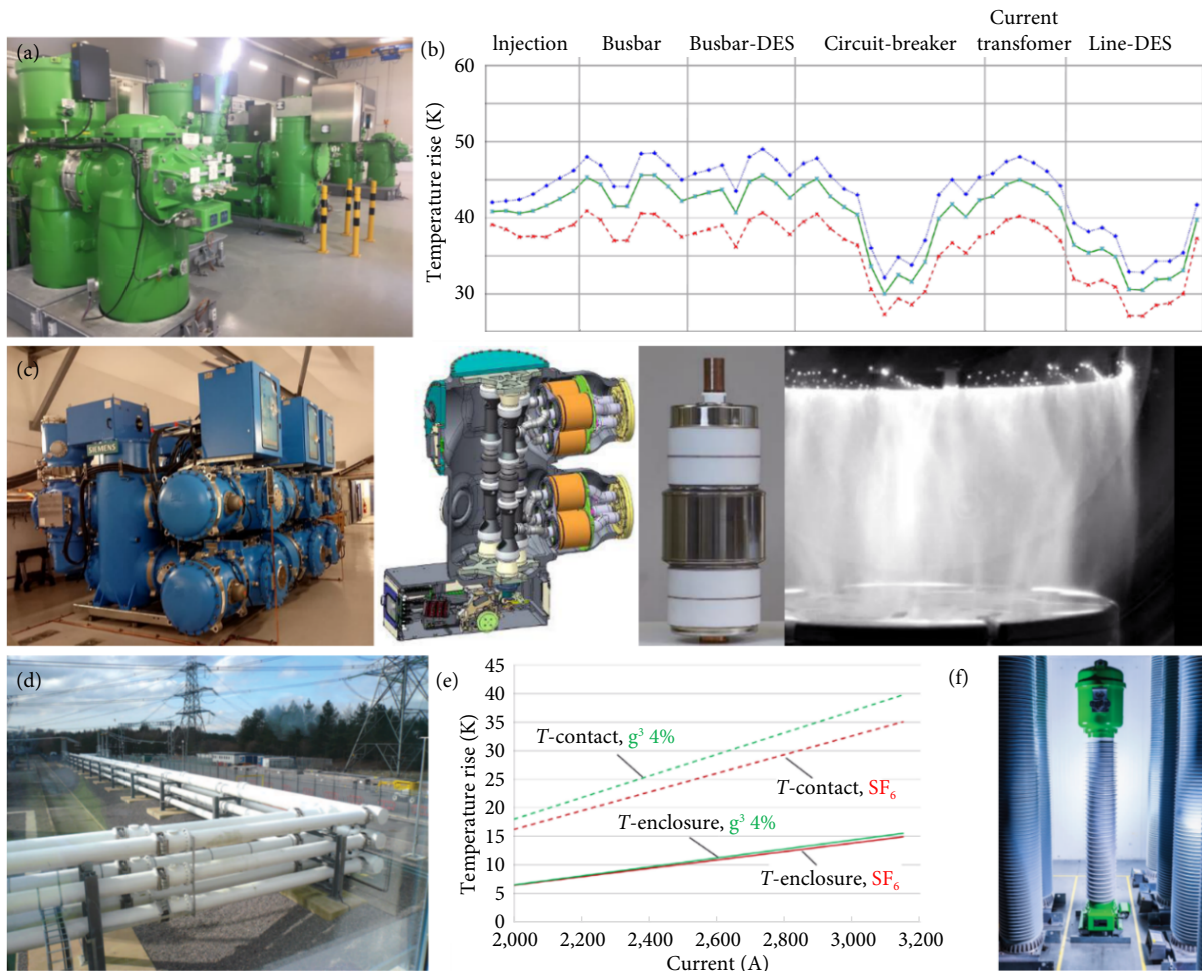 (a)
(b)
Injection
Busbar
Busbar-DES
Circuit-breaker
Current
transfomer
Line-DES
Temperature rise (K)
60
50
40
30
(c)
SIEMENS
(d)
(e)
Temperature rise (K)
45
40
35
30
25
20
15
10
5
0
T-contact, g³ 4%
T-contact, SF₆
T-enclosure, g³ 4%
T-enclosure, SF₆
2,000
2,200
2,400
2,600
2,800
3,000
3,200
Current (A)
(f)